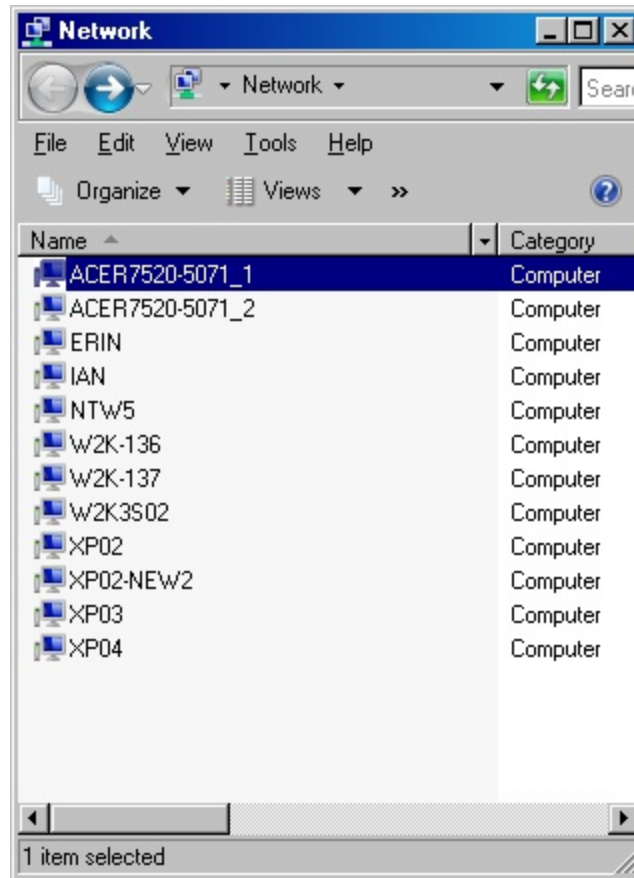 Network
Network
Sear
File Edit View Tools Help
Organize Views »
Name Category
ACER7520-5071_1 Computer
ACER7520-5071_2 Computer
ERIN Computer
IAN Computer
NTW5 Computer
W2K-136 Computer
W2K-137 Computer
W2K3S02 Computer
XP02 Computer
XP02-NEW2 Computer
XP03 Computer
XP04 Computer
1 item selected